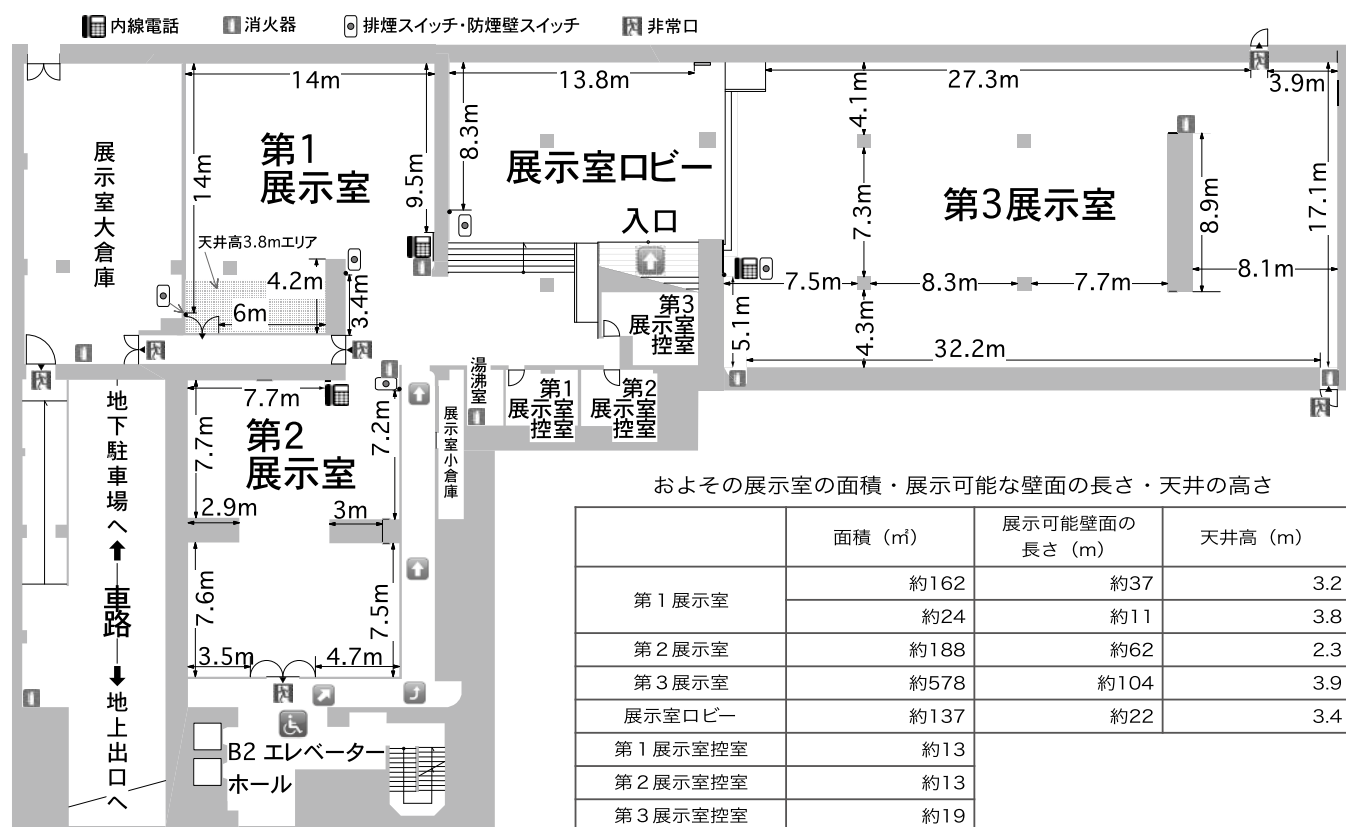 内線電話 消火器 排煙スイッチ・防煙壁スイッチ 非常口
14m
13.8m
27.3m
3.9m
4.1m
8.3m
展示室大倉庫
第1
展示室
14m
9.5m
展示室ロビー
入口
第3展示室
7.3m
8.9m
17.1m
天井高3.8mエリア
4.2m
6m
3.4m
7.5m
8.3m
7.7m
8.1m
第3
展示室
控室
5.1m
4.3m
32.2m
7.7m
湯沸室
第1
展示室
控室
第2
展示室
控室
地下駐車場へ
車路
地上出口へ
7.7m
第2
展示室
7.2m
展示室小倉庫
2.9m
3m
7.6m
7.5m
3.5m
4.7m
B2 エレベーター
ホール
およその展示室の面積・展示可能な壁面の長さ・天井の高さ
面積（㎡） 展示可能壁面の
長さ（m） 天井高（m）
第１展示室 約162 約37 3.2
約24 約11 3.8
第２展示室 約188 約62 2.3
第３展示室 約578 約104 3.9
展示室ロビー 約137 約22 3.4
第１展示室控室 約13
第２展示室控室 約13
第３展示室控室 約19